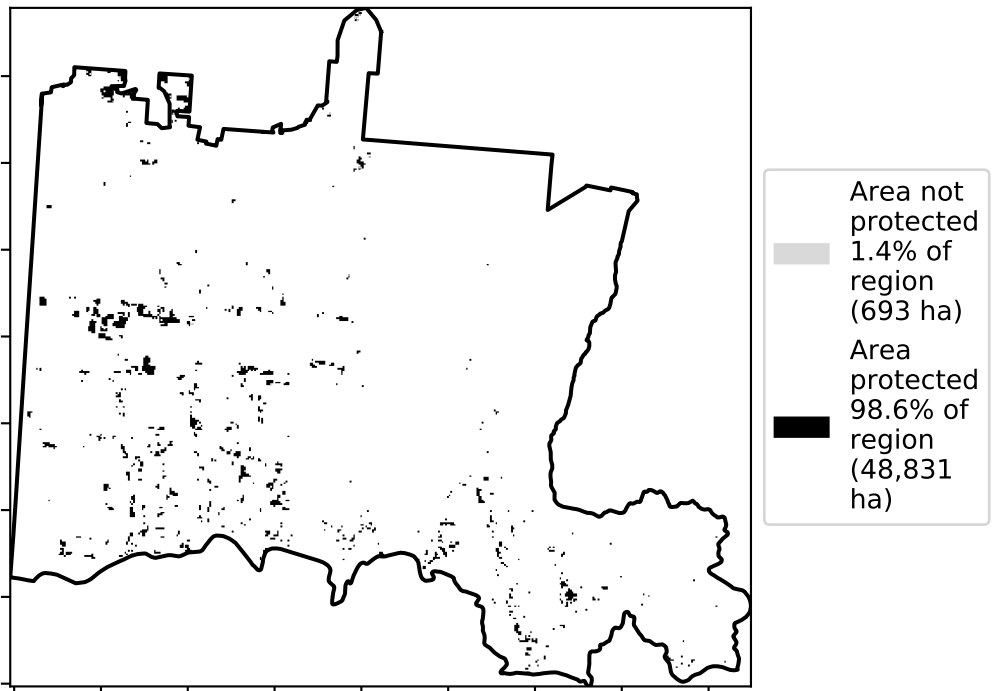 Area not
protected
1.4% of
region
(693 ha)
Area
protected
98.6% of
region
(48,831
ha)